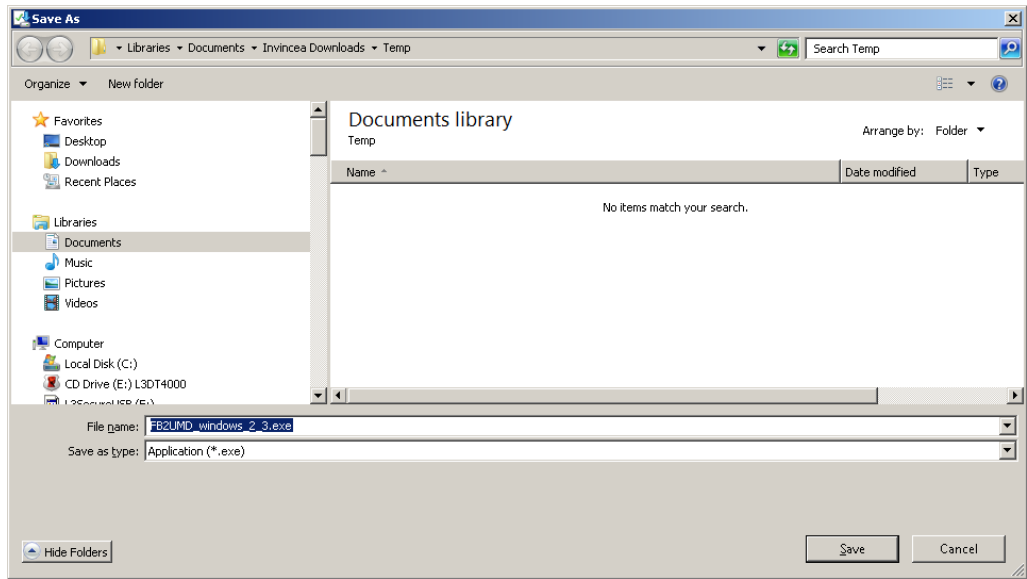 Save As
Libraries Documents Invincea Downloads Temp
Search Temp
Organize New folder
Favorites
Desktop
Downloads
Recent Places
Libraries
Documents
Music
Pictures
Videos
Computer
Local Disk (C:)
CD Drive (E:) L3DT4000
Documents library
Temp
Arrange by: Folder
Name Date modified Type
No items match your search.
File name: FB2UMD_windows_2_3.exe
Save as type: Application (*.exe)
Hide Folders
Save Cancel